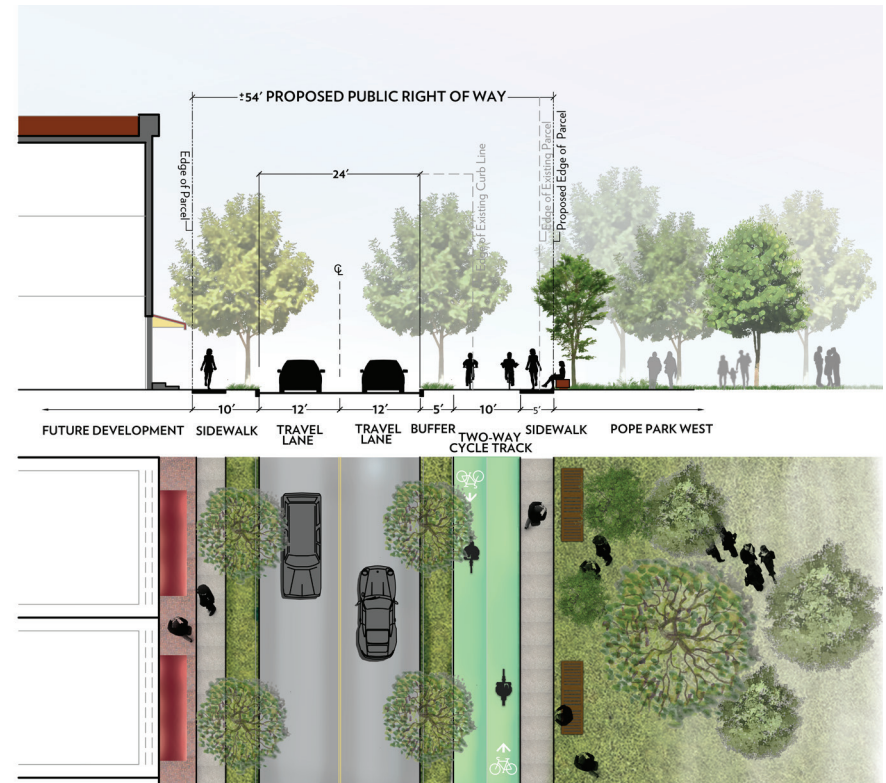 ±54' PROPOSED PUBLIC RIGHT OF WAY
Edge of Parcel
24'
Edge of Existing Curb Line
Edge of Existing Parcel
Proposed Edge of Parcel
℄
10'
12'
12'
5'
10'
5'
FUTURE DEVELOPMENT
SIDEWALK
TRAVEL
LANE
TRAVEL
LANE
BUFFER
TWO-WAY
CYCLE TRACK
SIDEWALK
POPE PARK WEST